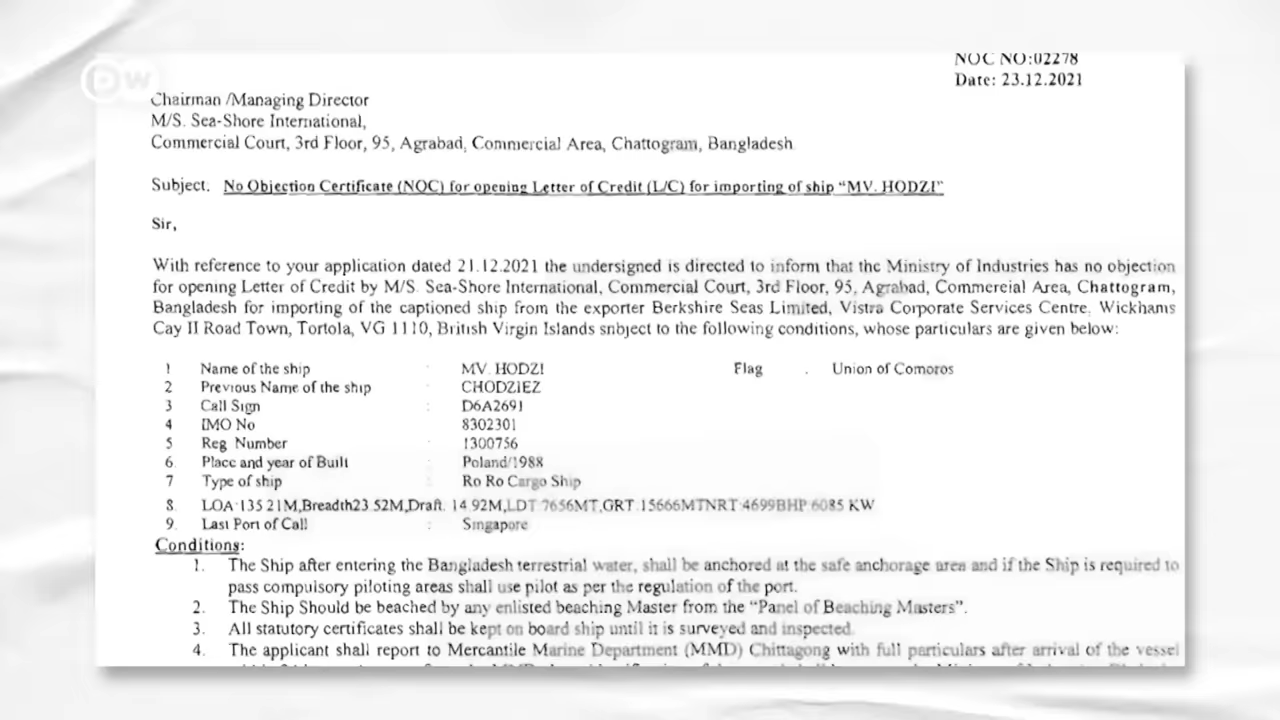 DW
NOC NO:02278
Date: 23.12.2021
Chairman /Managing Director
M/S. Sea-Shore International,
Commercial Court, 3rd Floor, 95, Agrabad, Commercial Area, Chattogram, Bangladesh
Subject. No Objection Certificate (NOC) for opening Letter of Credit (L/C) for importing of ship “MV. HODZI”
Sir,
With reference to your application dated 21.12.2021 the undersigned is directed to inform that the Ministry of Industries has no objection
for opening Letter of Credit by M/S. Sea-Shore International, Commercial Court, 3rd Floor, 95, Agrabad, Commercial Area, Chattogram,
Bangladesh for importing of the captioned ship from the exporter Berkshire Seas Limited, Vistra Corporate Services Centre, Wickhams
Cay II Road Town, Tortola, VG 1110, British Virgin Islands snbject to the following conditions, whose particulars are given below:
1 Name of the ship : MV. HODZI Flag . Union of Comoros
2 Previous Name of the ship : CHODZIEZ
3 Call Sign : D6A2691
4 IMO No : 8302301
5 Reg Number : 1300756
6. Place and year of Built : Poland/1988
7 Type of ship : Ro Ro Cargo Ship
8. LOA 135 21M,Breadth23 52M,Draft. 14 92M,LDT 7656MT,GRT 15666MTNRT 4699BHP 6085 KW
9. Last Port of Call : Singapore
Conditions:
1. The Ship after entering the Bangladesh terrestrial water, shall be anchored at the safe anchorage area and if the Ship is required to
pass compulsory piloting areas shall use pilot as per the regulation of the port.
2. The Ship Should be beached by any enlisted beaching Master from the “Panel of Beaching Masters”.
3. All statutory certificates shall be kept on board ship until it is surveyed and inspected.
4. The applicant shall report to Mercantile Marine Department (MMD) Chittagong with full particulars after arrival of the vessel